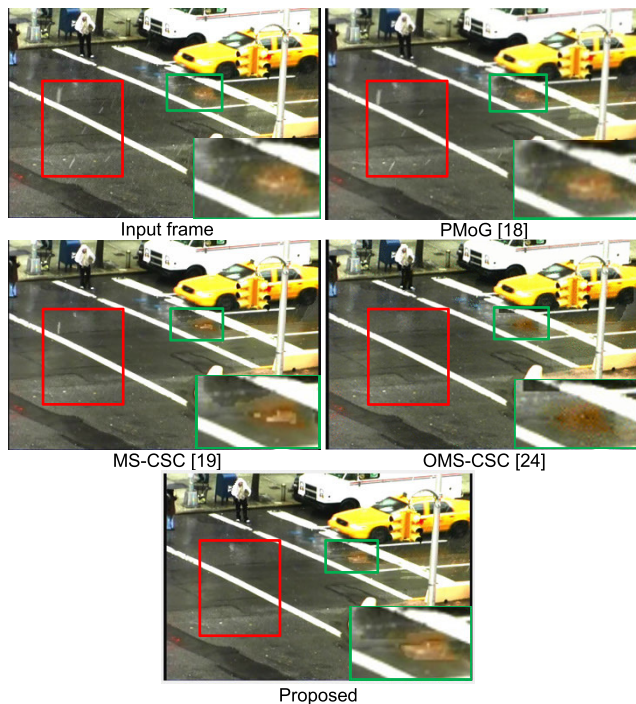 Input frame
PMoG [18]
MS-CSC [19]
OMS-CSC [24]
Proposed